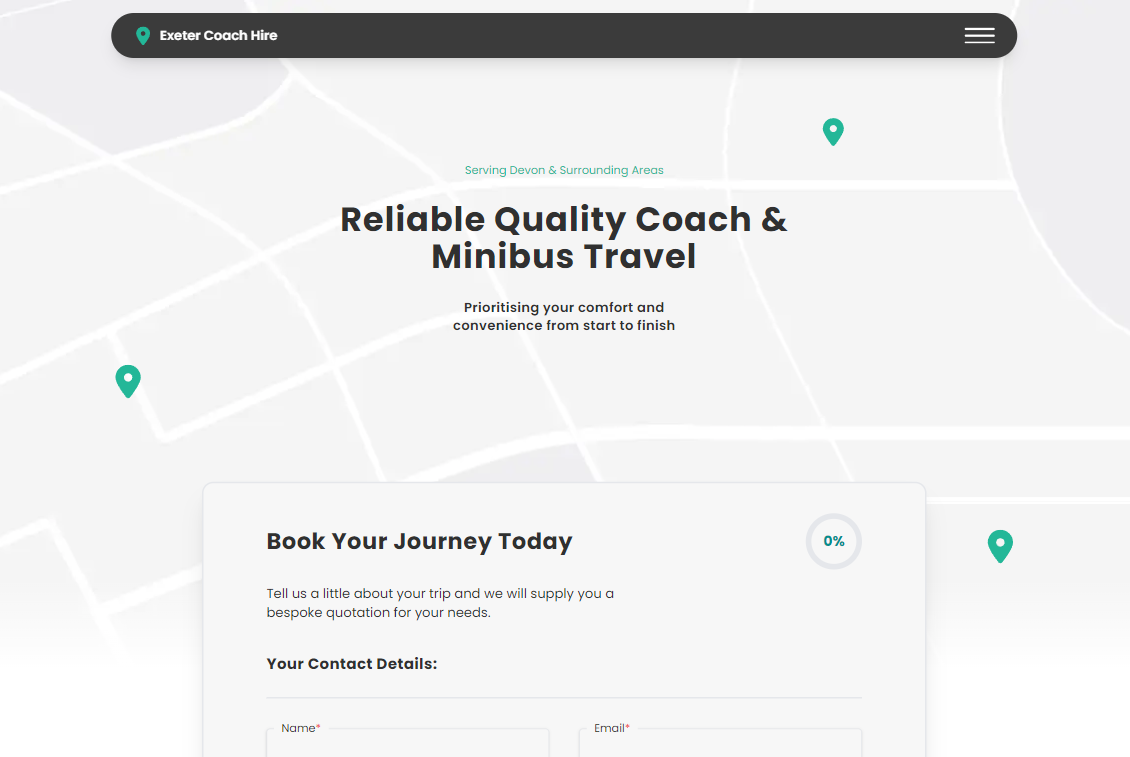 Exeter Coach Hire
Serving Devon & Surrounding Areas
Reliable Quality Coach &
Minibus Travel
Prioritising your comfort and
convenience from start to finish
Book Your Journey Today
0%
Tell us a little about your trip and we will supply you a
bespoke quotation for your needs.
Your Contact Details:
Name*
Email*